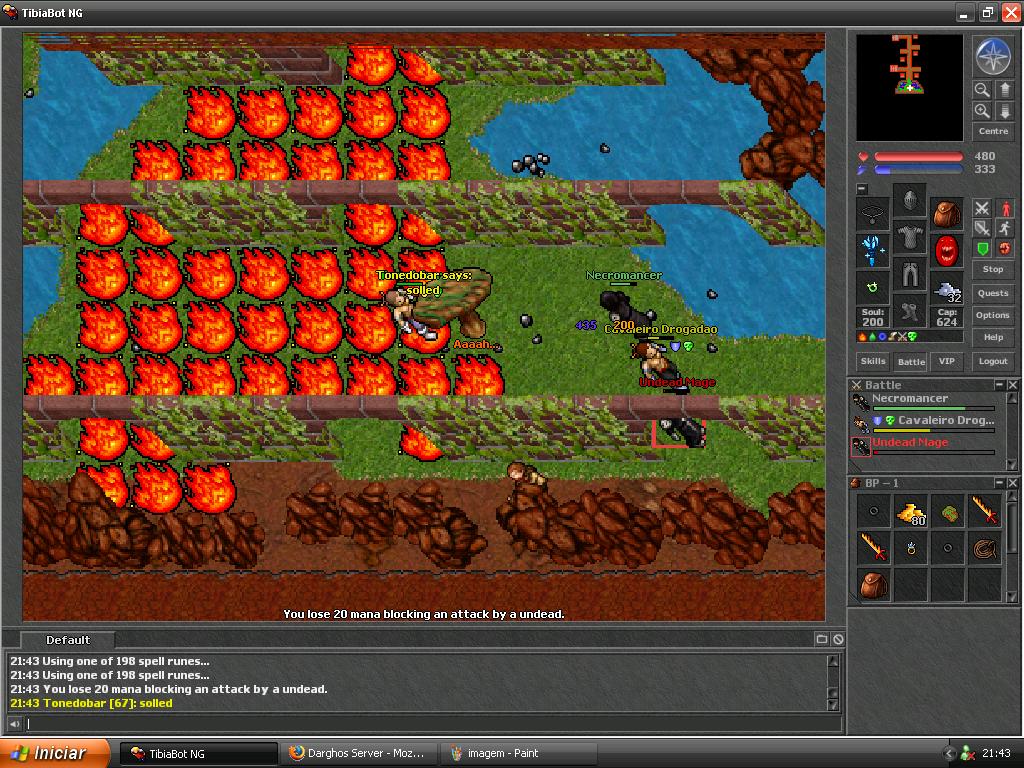 TibiaBot NG
Centre
480
333
Tonedobar says:
solled
Necromancer
435
200
Cavaleiro Drogadao
Aaaah...
Undead Mage
32
Soul:
200
Cap:
624
Stop
Quests
Options
Help
Skills
Battle
VIP
Logout
Battle
Necromancer
Cavaleiro Drog...
Undead Mage
BP - 1
80
You lose 20 mana blocking an attack by a undead.
Default
21:43 Using one of 198 spell runes...
21:43 Using one of 198 spell runes...
21:43 You lose 20 mana blocking an attack by a undead.
21:43 Tonedobar [67]: solled
Iniciar
TibiaBot NG
Darghos Server - Moz...
imagem - Paint
21:43